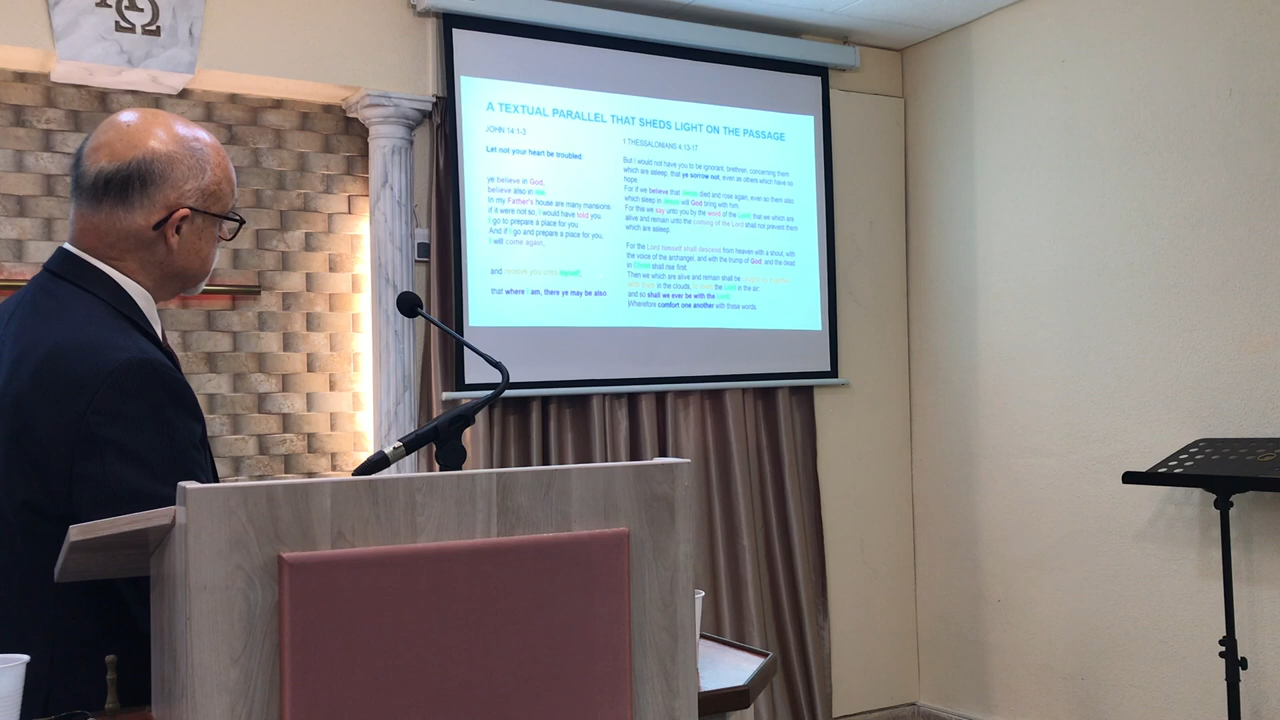 ΑΩ
A TEXTUAL PARALLEL THAT SHEDS LIGHT ON THE PASSAGE
JOHN 14:1-3
Let not your heart be troubled:
ye believe in God,
believe also in me.
In my Father's house are many mansions:
if it were not so, I would have told you.
I go to prepare a place for you.
And if I go and prepare a place for you,
I will come again,
and receive you unto myself;
that where I am, there ye may be also.
1 THESSALONIANS 4:13-17
But I would not have you to be ignorant, brethren, concerning them
which are asleep, that ye sorrow not, even as others which have no
hope.
For if we believe that Jesus died and rose again, even so them also
which sleep in Jesus will God bring with him.
For this we say unto you by the word of the Lord, that we which are
alive and remain unto the coming of the Lord shall not prevent them
which are asleep.
For the Lord himself shall descend from heaven with a shout, with
the voice of the archangel, and with the trump of God: and the dead
in Christ shall rise first:
Then we which are alive and remain shall be caught up together
with them in the clouds, to meet the Lord in the air:
and so shall we ever be with the Lord.
Wherefore comfort one another with these words.